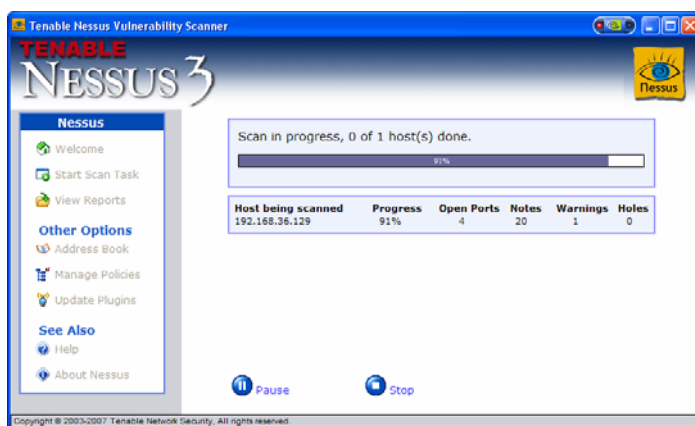 Tenable Nessus Vulnerability Scanner
TENABLE
NESSUS 3
Nessus
Nessus
Welcome
Start Scan Task
View Reports
Other Options
Address Book
Manage Policies
Update Plugins
See Also
Help
About Nessus
Scan in progress, 0 of 1 host(s) done.
91%
Host being scanned Progress Open Ports Notes Warnings Holes
192.168.36.129 91% 4 20 1 0
Pause Stop
Copyright © 2003-2007 Tenable Network Security, All rights reserved.